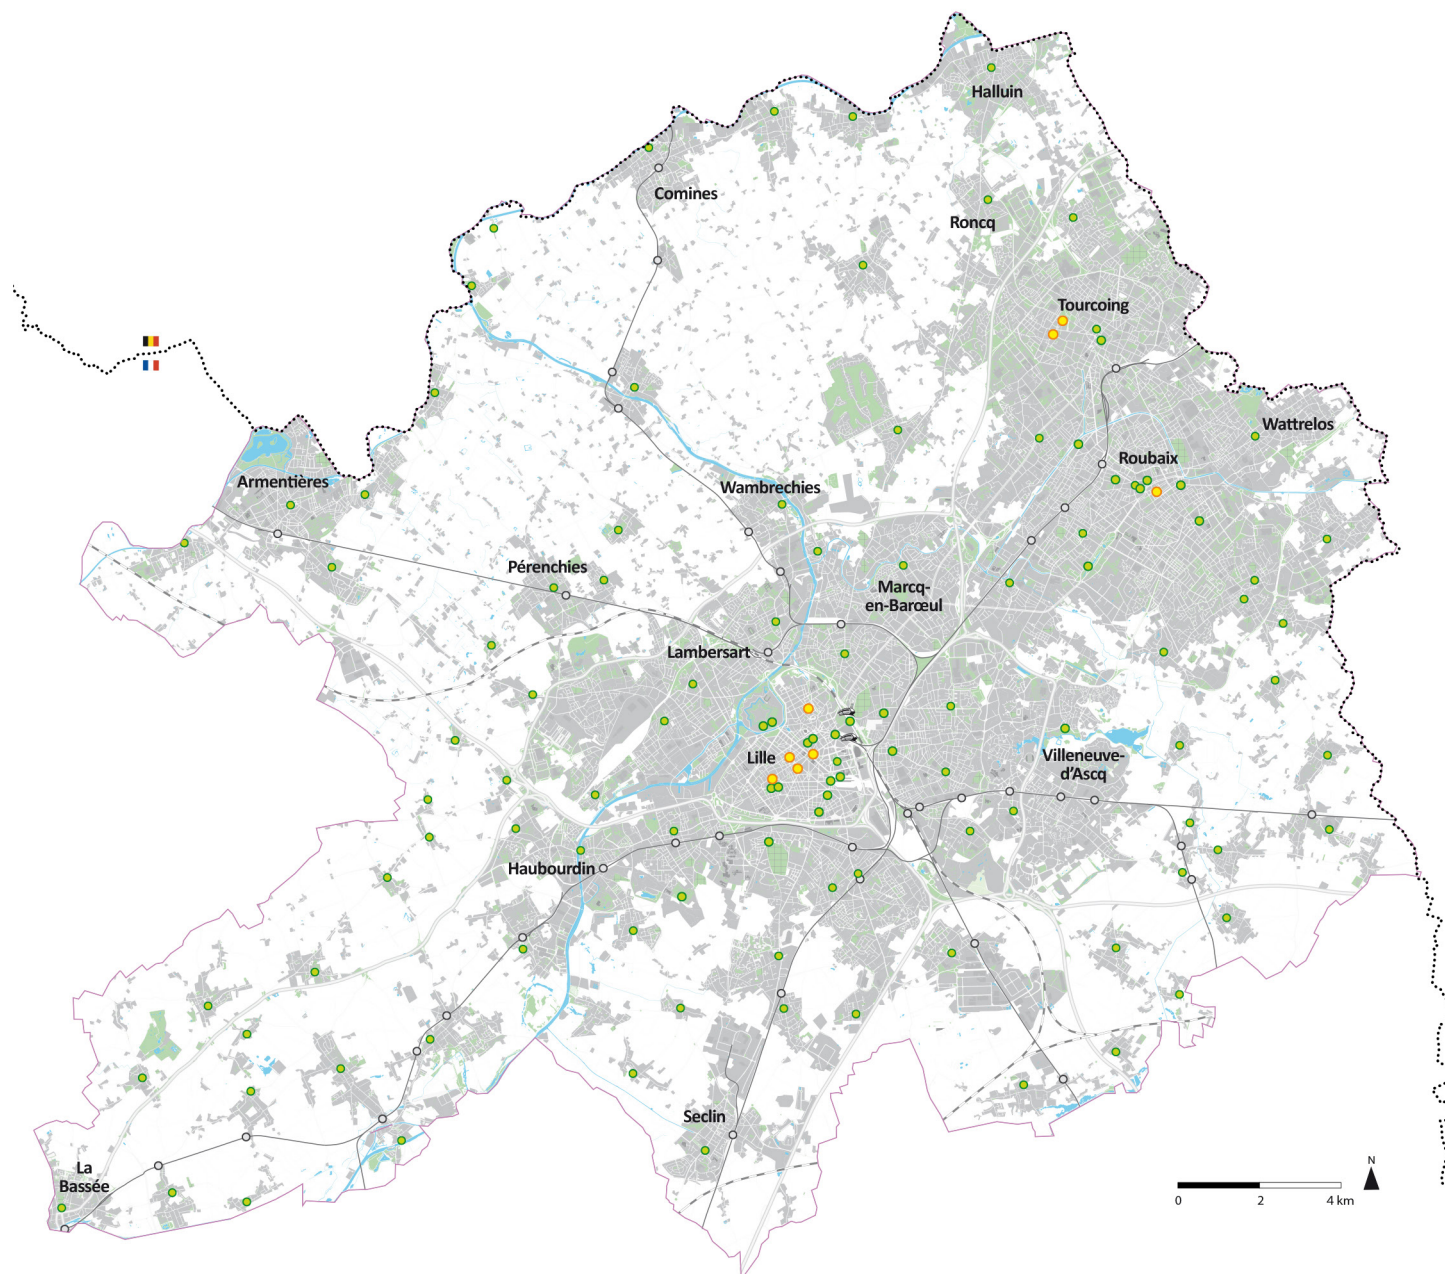 Halluin
Comines
Roncq
Tourcoing
Wattrelos
Roubaix
Armentières
Wambrechies
Pérenchies
Marcq-
en-Barœul
Lambersart
Lille
Villeneuve-
d'Ascq
Haubourdin
Seclin
La
Bassée
N
0 2 4 km